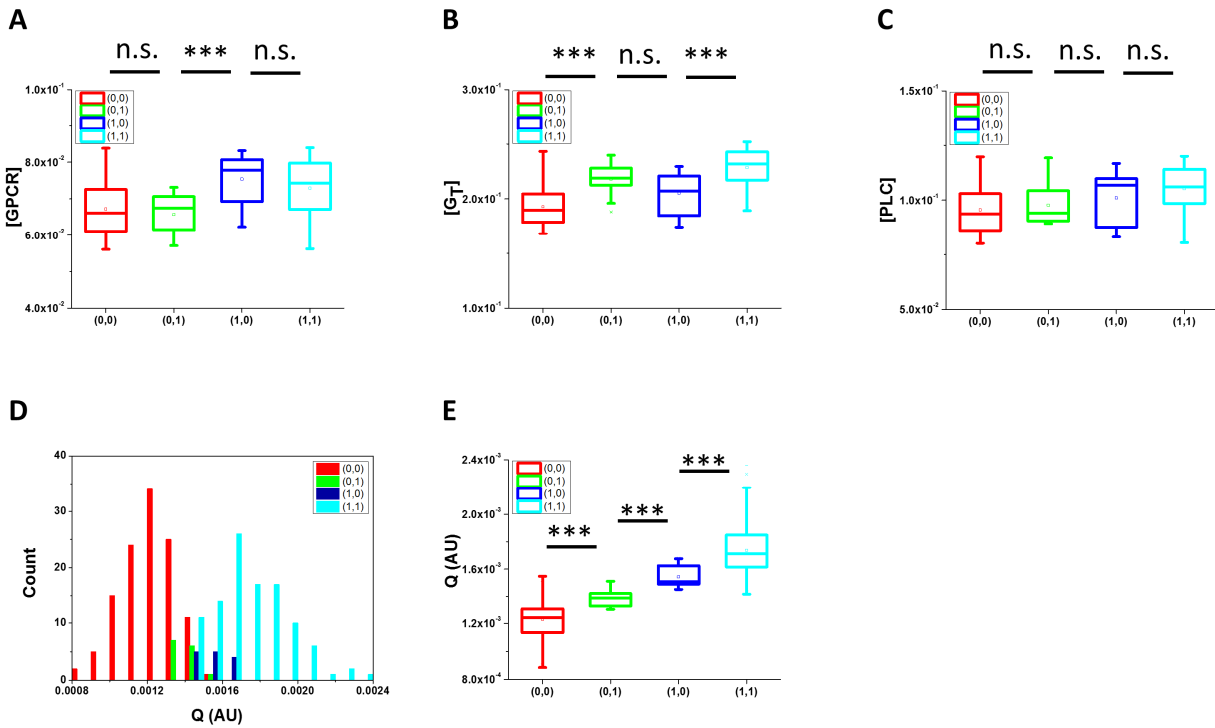 A
n.s. *** n.s.
[GPCR]
1.0x10⁻¹
8.0x10⁻²
6.0x10⁻²
4.0x10⁻²
(0,0)
(0,1)
(1,0)
(1,1)
(0,0) (0,1) (1,0) (1,1)
B
*** n.s. ***
[G_T]
3.0x10⁻¹
2.0x10⁻¹
1.0x10⁻¹
(0,0)
(0,1)
(1,0)
(1,1)
(0,0) (0,1) (1,0) (1,1)
C
n.s. n.s. n.s.
[PLC]
1.5x10⁻¹
1.0x10⁻¹
5.0x10⁻²
(0,0)
(0,1)
(1,0)
(1,1)
(0,0) (0,1) (1,0) (1,1)
D
Count
40
30
20
10
0
(0,0)
(0,1)
(1,0)
(1,1)
0.0008 0.0012 0.0016 0.0020 0.0024
Q (AU)
E
Q (AU)
2.4x10⁻³
2.0x10⁻³
1.6x10⁻³
1.2x10⁻³
8.0x10⁻⁴
(0,0)
(0,1)
(1,0)
(1,1)
***
***
***
(0,0) (0,1) (1,0) (1,1)